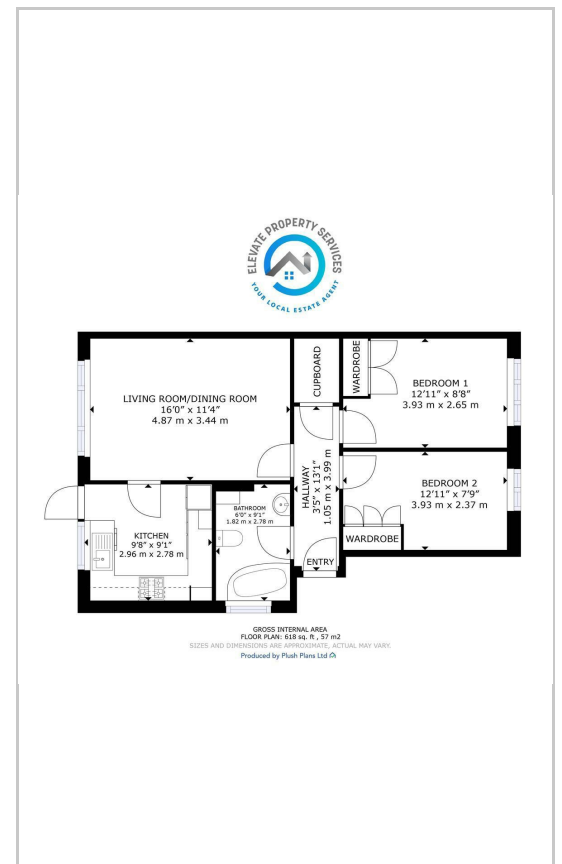 ELEVATE PROPERTY SERVICES
YOUR LOCAL ESTATE AGENT
LIVING ROOM/DINING ROOM
16'0" x 11'4"
4.87 m x 3.44 m
CUPBOARD
WARDROBE
BEDROOM 1
12'11" x 8'8"
3.93 m x 2.65 m
HALLWAY
3'5" x 13'1"
1.05 m x 3.99 m
BEDROOM 2
12'11" x 7'9"
3.93 m x 2.37 m
WARDROBE
KITCHEN
9'8" x 9'1"
2.96 m x 2.78 m
BATHROOM
6'0" x 9'1"
1.82 m x 2.78 m
ENTRY
GROSS INTERNAL AREA
FLOOR PLAN: 618 sq. ft , 57 m2
SIZES AND DIMENSIONS ARE APPROXIMATE, ACTUAL MAY VARY.
Produced by Plush Plans Ltd